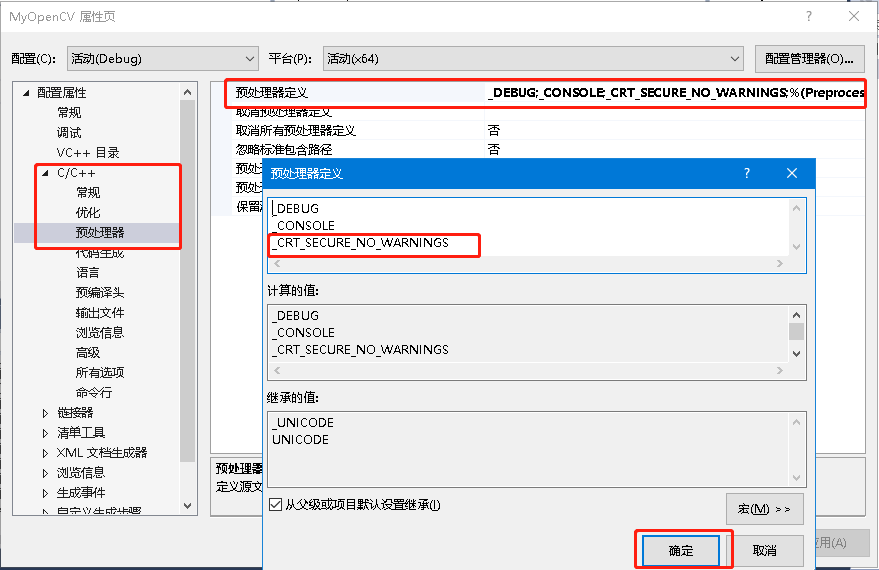 MyOpenCV 属性页
配置(C): 活动(Debug) 平台(P): 活动(x64) 配置管理器(O)...
配置属性
常规
调试
VC++ 目录
C/C++
常规
优化
预处理器
代码生成
语言
预编译头
输出文件
浏览信息
高级
所有选项
命令行
链接器
清单工具
XML 文档生成器
浏览信息
生成事件
自定义生成步骤
预处理器定义 _DEBUG;_CONSOLE;_CRT_SECURE_NO_WARNINGS;%(Preproces
取消预处理器定义
取消所有预处理器定义 否
忽略标准包含路径 否
预处
预处
保留
预处理器
定义源文
预处理器定义
_DEBUG
_CONSOLE
_CRT_SECURE_NO_WARNINGS
计算的值:
_DEBUG
_CONSOLE
_CRT_SECURE_NO_WARNINGS
继承的值:
_UNICODE
UNICODE
从父级或项目默认设置继承(I)
宏(M) >>
确定
取消
应用(A)